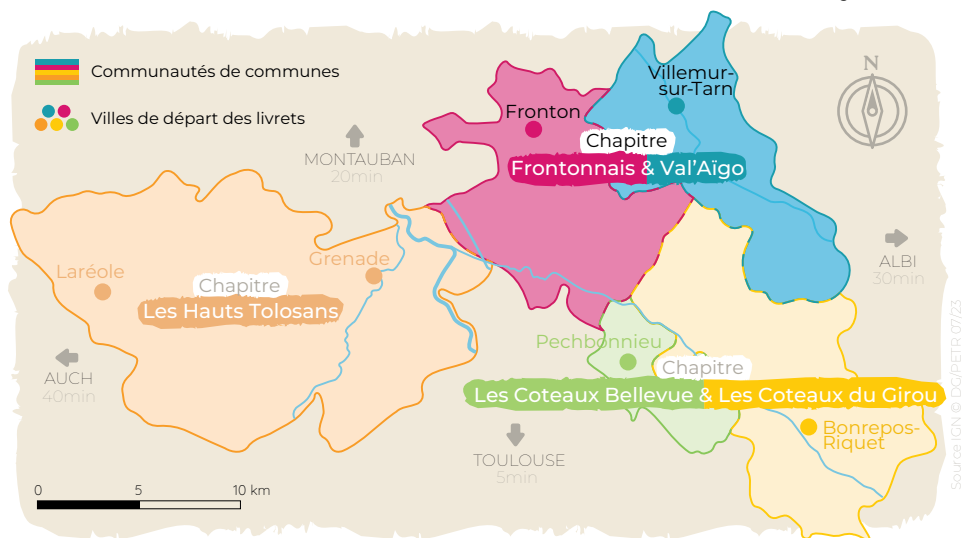 Communautés de communes
Villes de départ des livrets
N
Villemur-
sur-Tarn
Fronton
Chapitre
Frontonnais & Val’Aïgo
MONTAUBAN
20min
ALBI
30min
Laréole
Grenade
Chapitre
Les Hauts Tolosans
Pechbonnieu
Chapitre
Les Coteaux Bellevue & Les Coteaux du Girou
AUCH
40min
Bonrepos-
Riquet
TOULOUSE
5min
0 5 10 km
Source IGN © DG/PETR 07/23